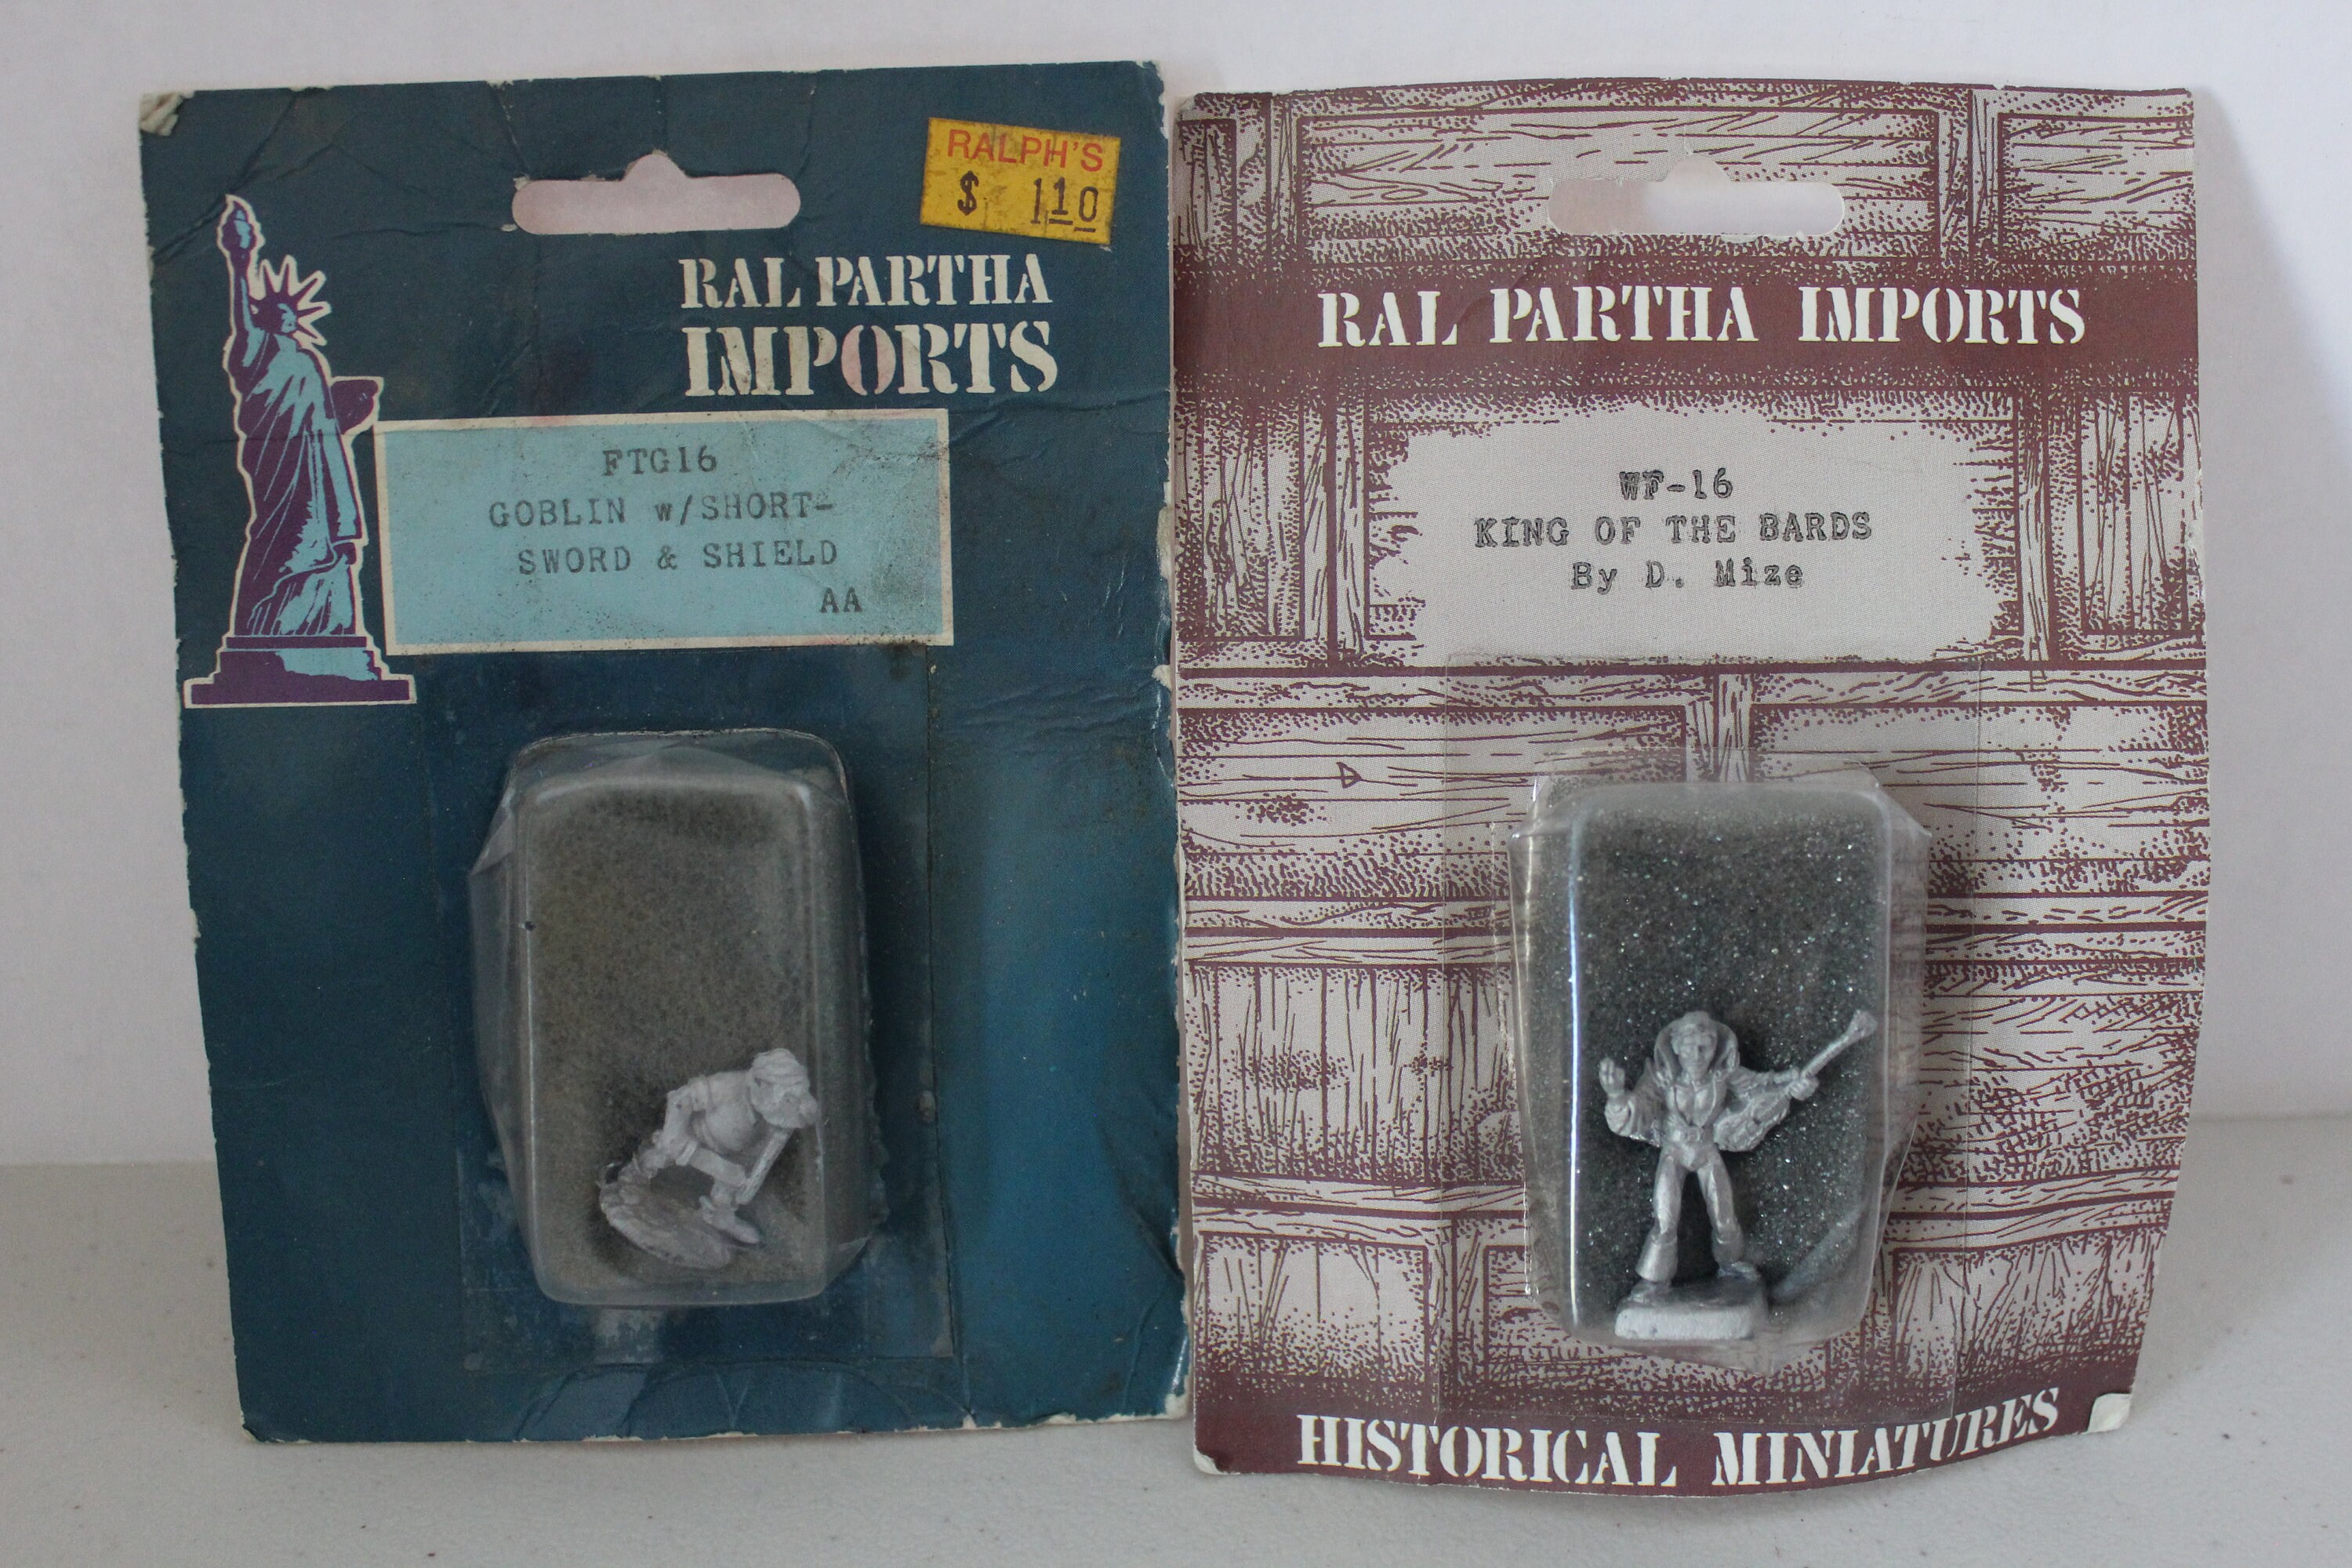 RALPH'S
$ 1.10
RAL PARTHA
IMPORTS
FTG16
GOBLIN w/SHORT-
SWORD & SHIELD
AA
RAL PARTHA IMPORTS
WF-16
KING OF THE BARDS
By D. Mize
HISTORICAL MINIATURES